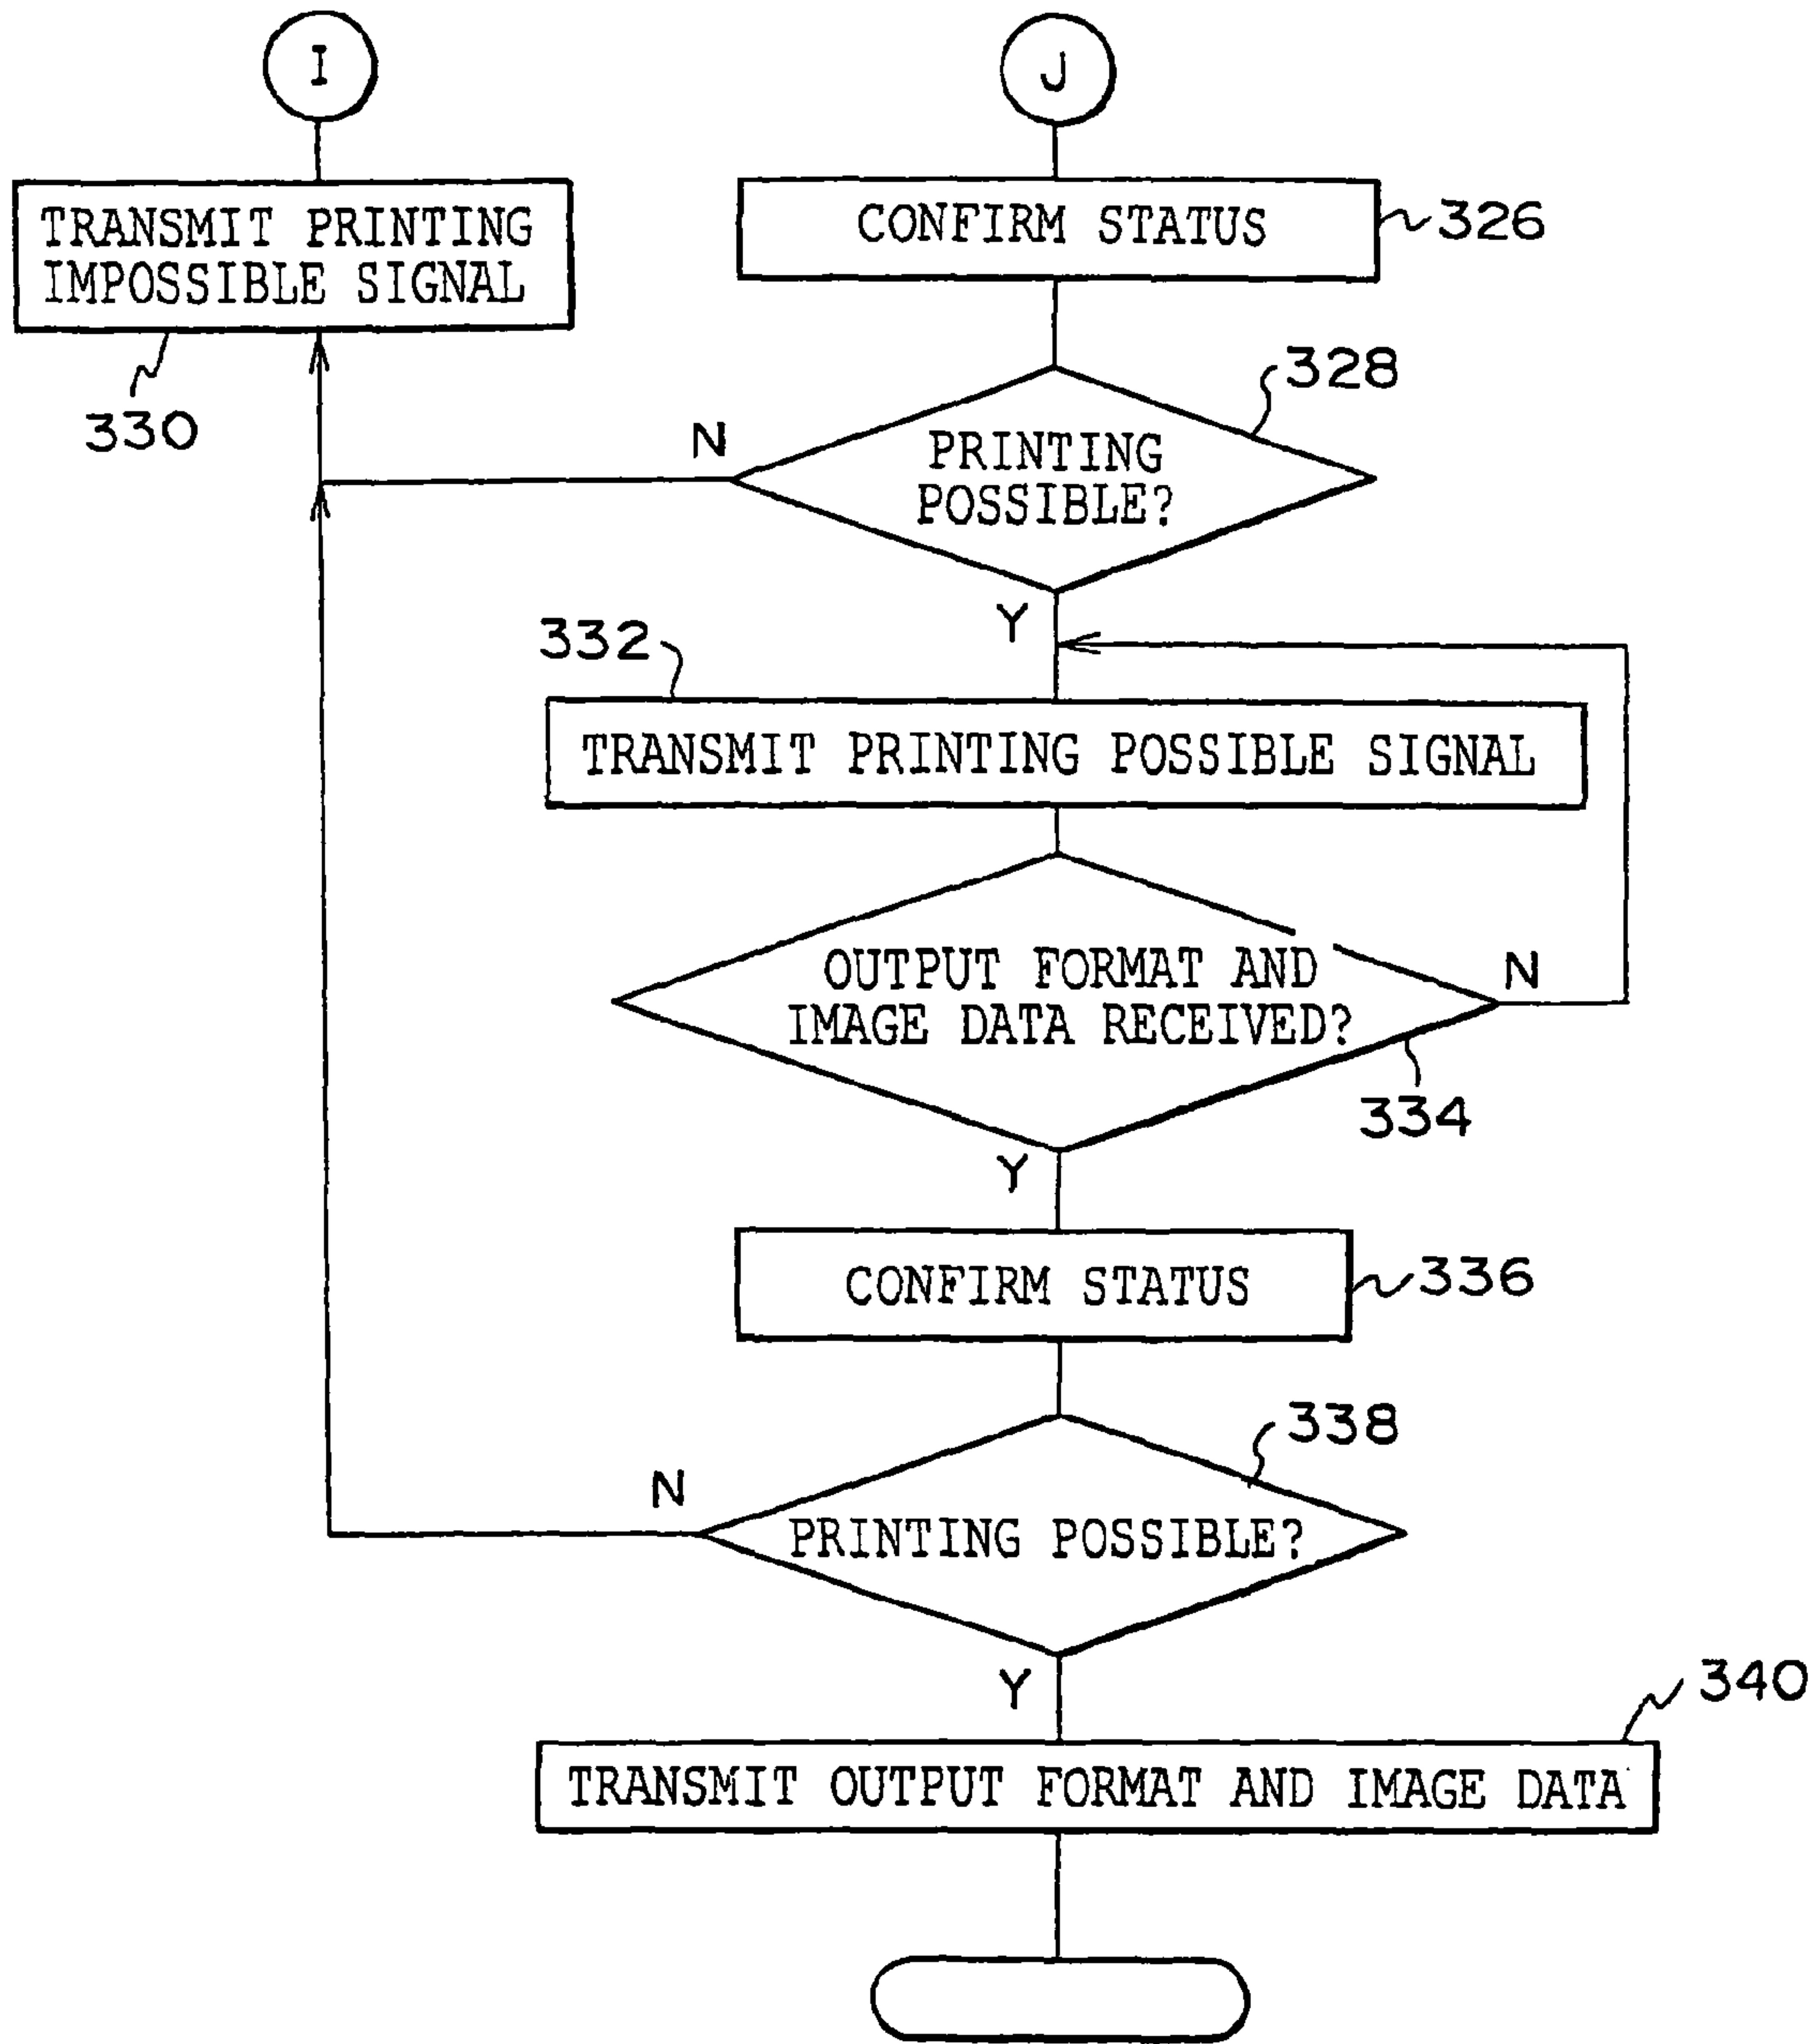 I
J
TRANSMIT PRINTING
IMPOSSIBLE SIGNAL
330
CONFIRM STATUS
326
328
N
PRINTING
POSSIBLE?
Y
332
TRANSMIT PRINTING POSSIBLE SIGNAL
OUTPUT FORMAT AND
IMAGE DATA RECEIVED?
N
334
Y
CONFIRM STATUS
336
338
N
PRINTING POSSIBLE?
Y
340
TRANSMIT OUTPUT FORMAT AND IMAGE DATA